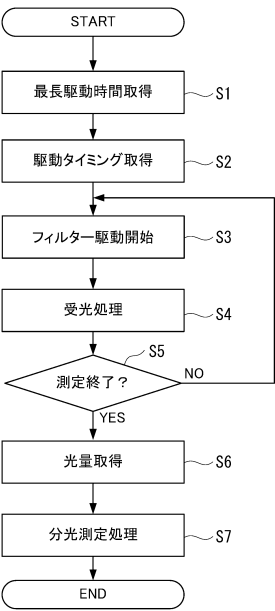 START
最長駆動時間取得 S1
駆動タイミング取得 S2
フィルター駆動開始 S3
受光処理 S4
S5
測定終了？ NO
YES
光量取得 S6
分光測定処理 S7
END